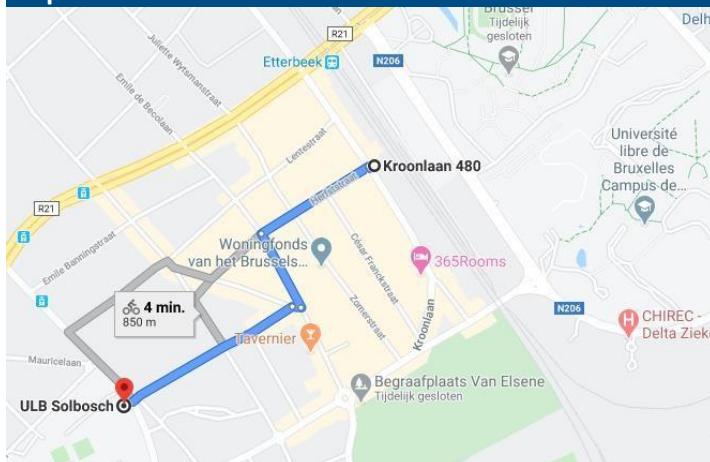 Brussel
Tijdelijk
gesloten
Delh
R21
Juliette Wytsmanstraat
Etterbeek
N206
Emile de Becolaan
Lentestraat
Kroonlaan 480
Hertsstraat
Université
libre de
Bruxelles
Campus de...
R21
Emile Banningstraat
Woningfonds
van het Brussels...
César Franckstraat
365Rooms
4 min.
850 m
Zomerstraat
Kroonlaan
N206
CHIREC -
Delta Zieke
Tavernier
Mauricelaan
Begraafplaats Van Elsene
Tijdelijk gesloten
ULB Solbosch